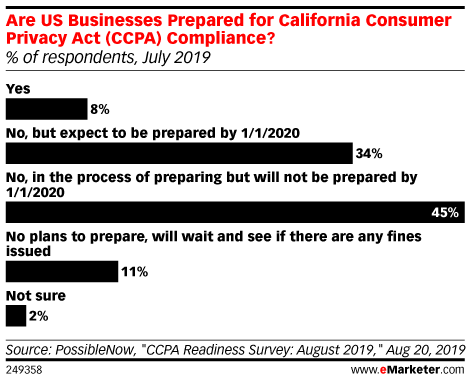 Are US Businesses Prepared for California Consumer
Privacy Act (CCPA) Compliance?
% of respondents, July 2019
Yes
8%
No, but expect to be prepared by 1/1/2020
34%
No, in the process of preparing but will not be prepared by
1/1/2020
45%
No plans to prepare, will wait and see if there are any fines
issued
11%
Not sure
2%
Source: PossibleNow, "CCPA Readiness Survey: August 2019," Aug 20, 2019
249358 www.eMarketer.com